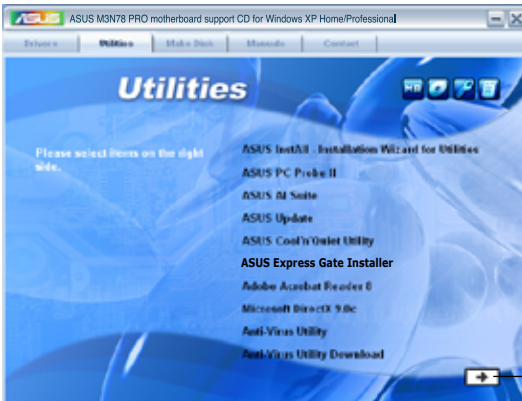 ASUS ASUS M3N78 PRO motherboard support CD for Windows XP Home/Professional
Drivers Utilities Make Disk Manuals Contact
Utilities
Please select items on the right
side.
ASUS InstAll - Installation Wizard for Utilities
ASUS PC Probe II
ASUS AI Suite
ASUS Update
ASUS Cool'n'Quiet Utility
ASUS Express Gate Installer
Adobe Acrobat Reader 8
Microsoft DirectX 9.0c
Anti-Virus Utility
Anti-Virus Utility Download